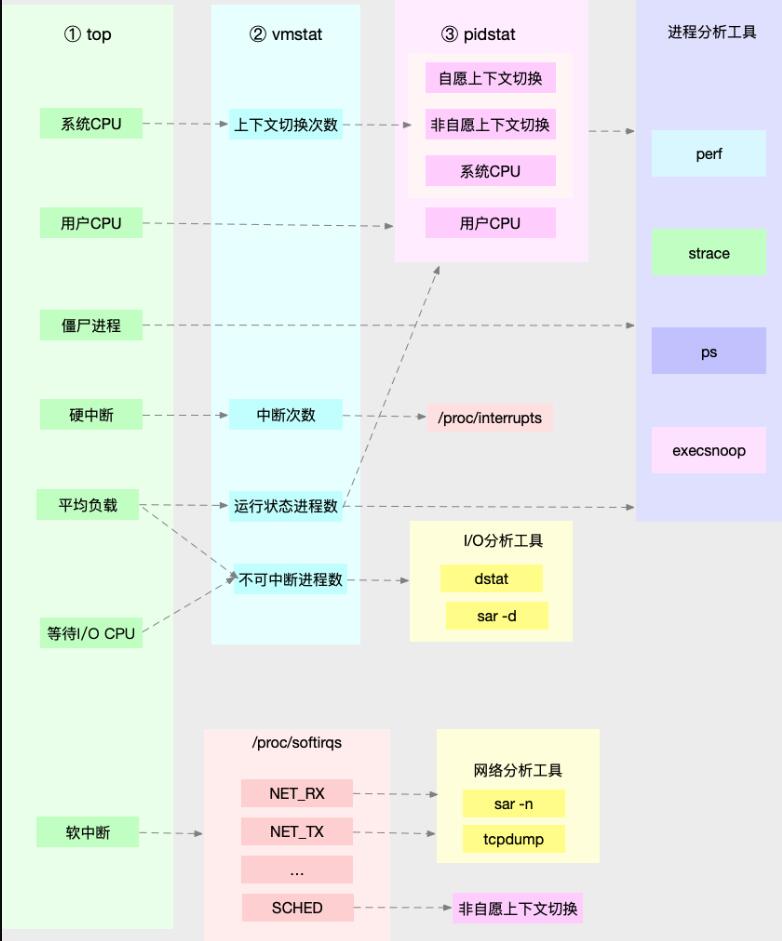 ① top
② vmstat
③ pidstat
进程分析工具
自愿上下文切换
系统CPU
上下文切换次数
非自愿上下文切换
perf
系统CPU
用户CPU
用户CPU
strace
僵尸进程
ps
硬中断
中断次数
/proc/interrupts
execsnoop
平均负载
运行状态进程数
I/O分析工具
不可中断进程数
dstat
sar -d
等待I/O CPU
/proc/softirqs
网络分析工具
NET_RX
sar -n
软中断
NET_TX
tcpdump
...
SCHED
非自愿上下文切换